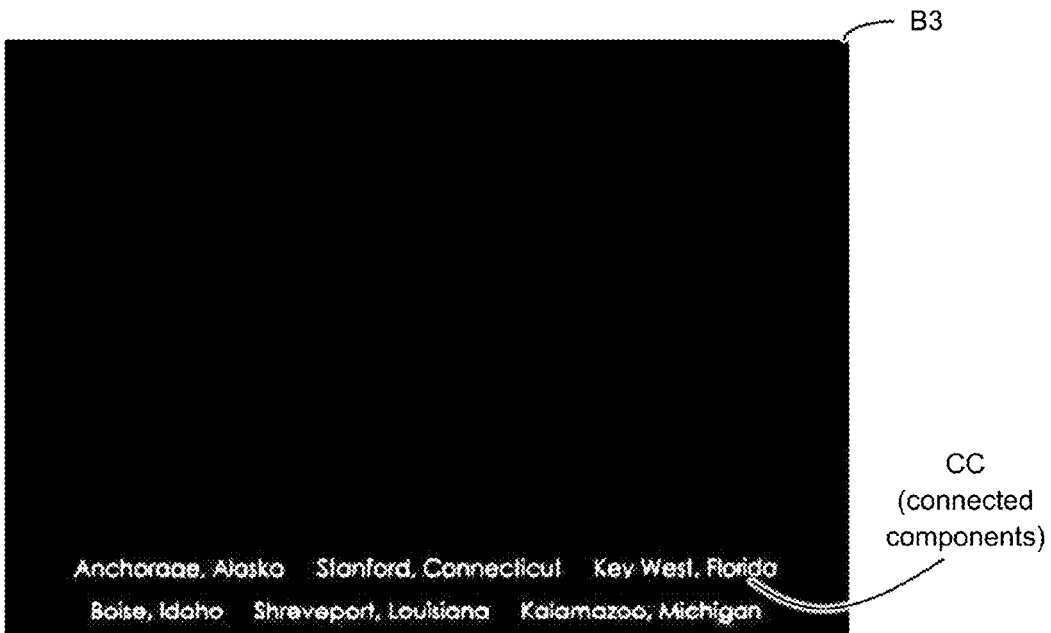 B3
CC
(connected
components)
Anchorage, Alaska Stanford, Connecticut Key West, Florida
Boise, Idaho Shreveport, Louisiana Kalamazoo, Michigan